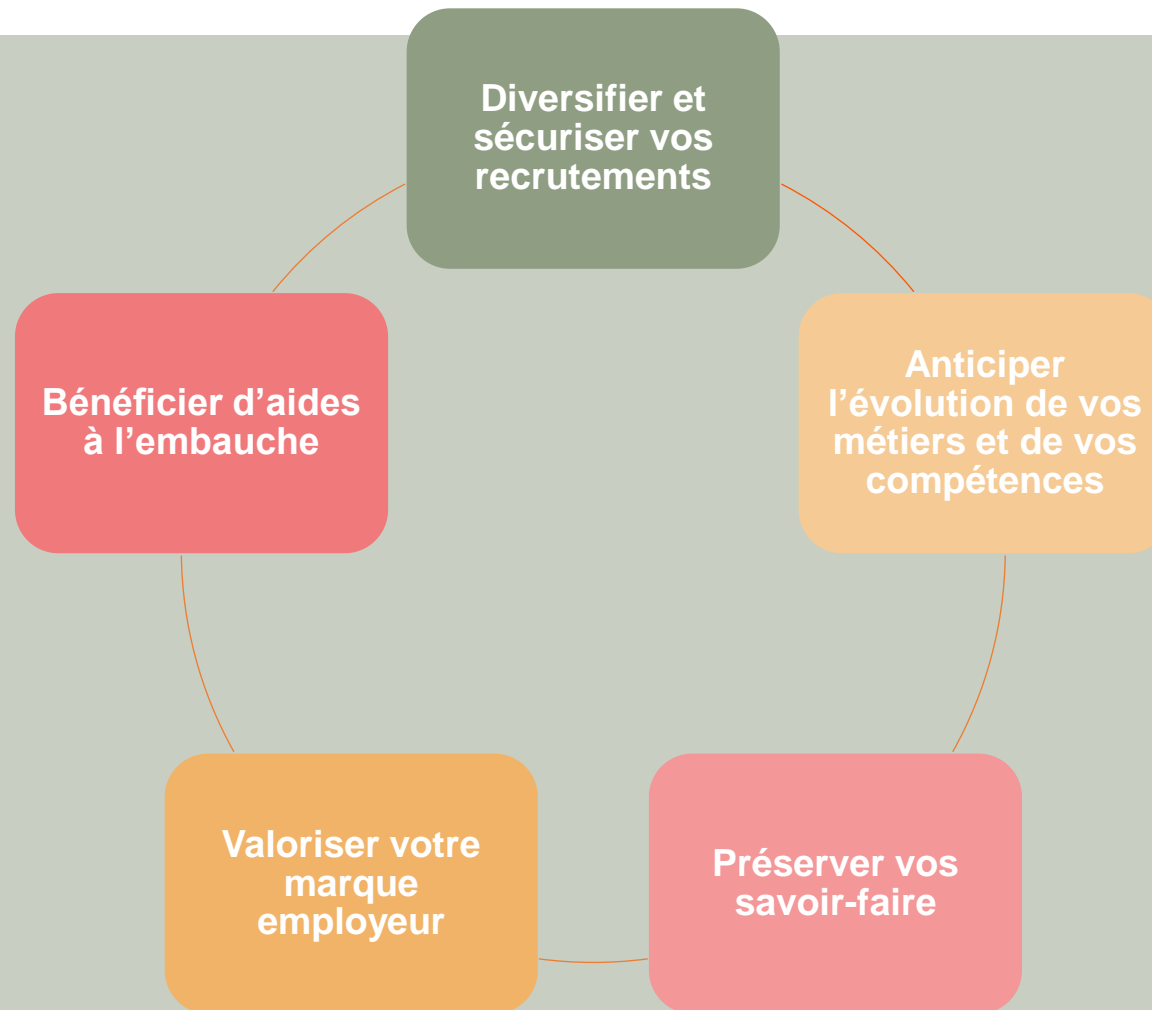 Diversifier et
sécuriser vos
recrutements
Anticiper
l’évolution de vos
métiers et de vos
compétences
Préserver vos
savoir-faire
Valoriser votre
marque
employeur
Bénéficier d’aides
à l’embauche